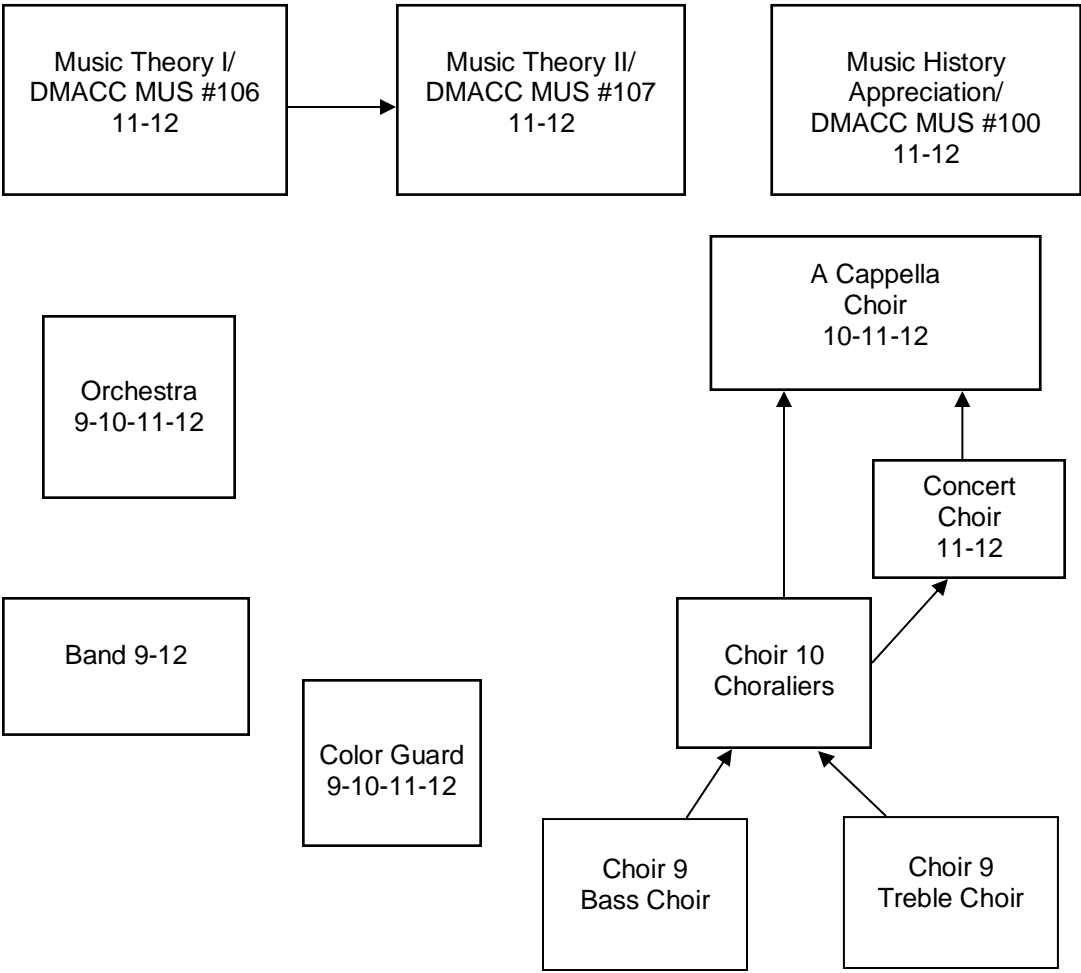 Music Theory I/
DMACC MUS #106
11-12
Music Theory II/
DMACC MUS #107
11-12
Music History
Appreciation/
DMACC MUS #100
11-12
A Cappella
Choir
10-11-12
Orchestra
9-10-11-12
Concert
Choir
11-12
Band 9-12
Choir 10
Choraliers
Color Guard
9-10-11-12
Choir 9
Bass Choir
Choir 9
Treble Choir